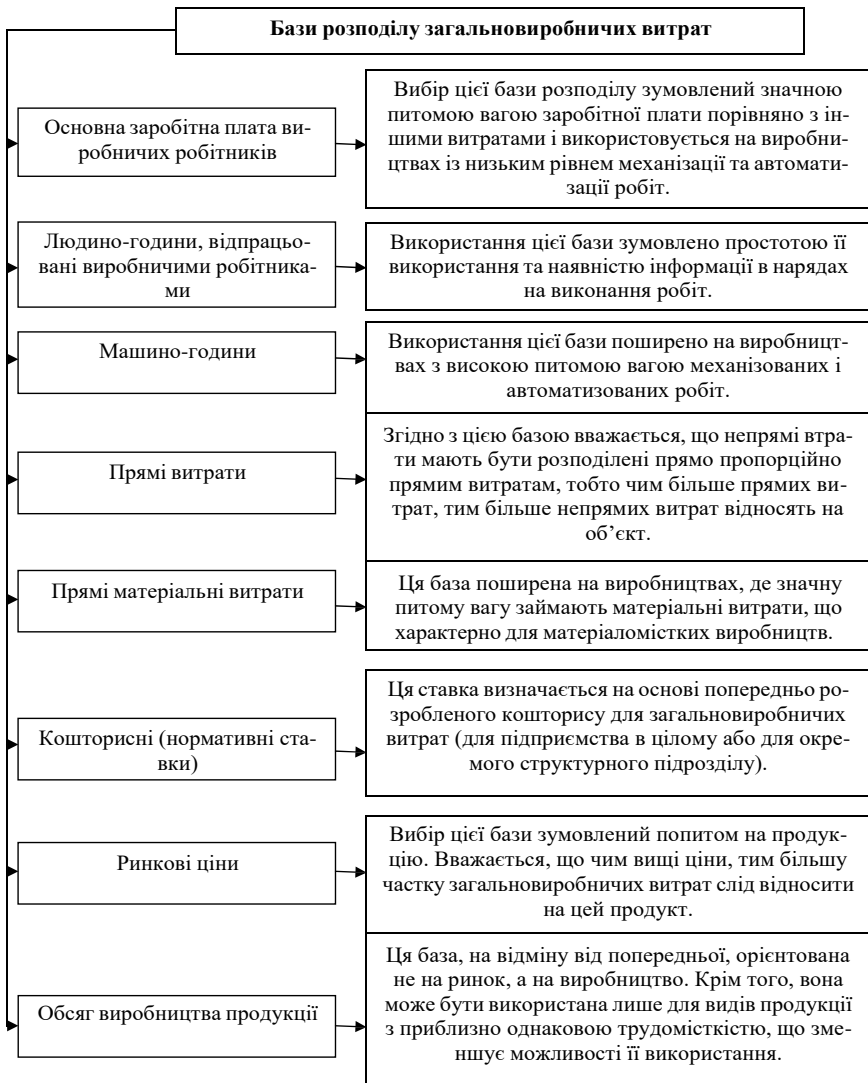 Бази розподілу загальновиробничих витрат
Основна заробітна плата ви-
робничих робітників
Вибір цієї бази розподілу зумовлений значною
питомою вагою заробітної плати порівняно з ін-
шими витратами і використовується на виробни-
цтвах із низьким рівнем механізації та автомати-
зації робіт.
Людино-години, відпрацьо-
вані виробничими робітника-
ми
Використання цієї бази зумовлено простотою її
використання та наявністю інформації в нарядах
на виконання робіт.
Машино-години
Використання цієї бази поширено на виробницт-
вах з високою питомою вагою механізованих і
автоматизованих робіт.
Прямі витрати
Згідно з цією базою вважається, що непрямі втра-
ти мають бути розподілені прямо пропорційно
прямим витратам, тобто чим більше прямих ви-
трат, тим більше непрямих витрат відносять на
об’єкт.
Прямі матеріальні витрати
Ця база поширена на виробництвах, де значну
питому вагу займають матеріальні витрати, що
характерно для матеріаломістких виробництв.
Кошторисні (нормативні ста-
вки)
Ця ставка визначається на основі попередньо ро-
зробленого кошторису для загальновиробничих
витрат (для підприємства в цілому або для окре-
мого структурного підрозділу).
Ринкові ціни
Вибір цієї бази зумовлений попитом на продук-
цію. Вважається, що чим вищі ціни, тим більшу
частку загальновиробничих витрат слід відносити
на цей продукт.
Обсяг виробництва продукції
Ця база, на відміну від попередньої, орієнтована
не на ринок, а на виробництво. Крім того, вона
може бути використана лише для видів продукції
з приблизно однаковою трудомісткістю, що зме-
ншує можливості її використання.